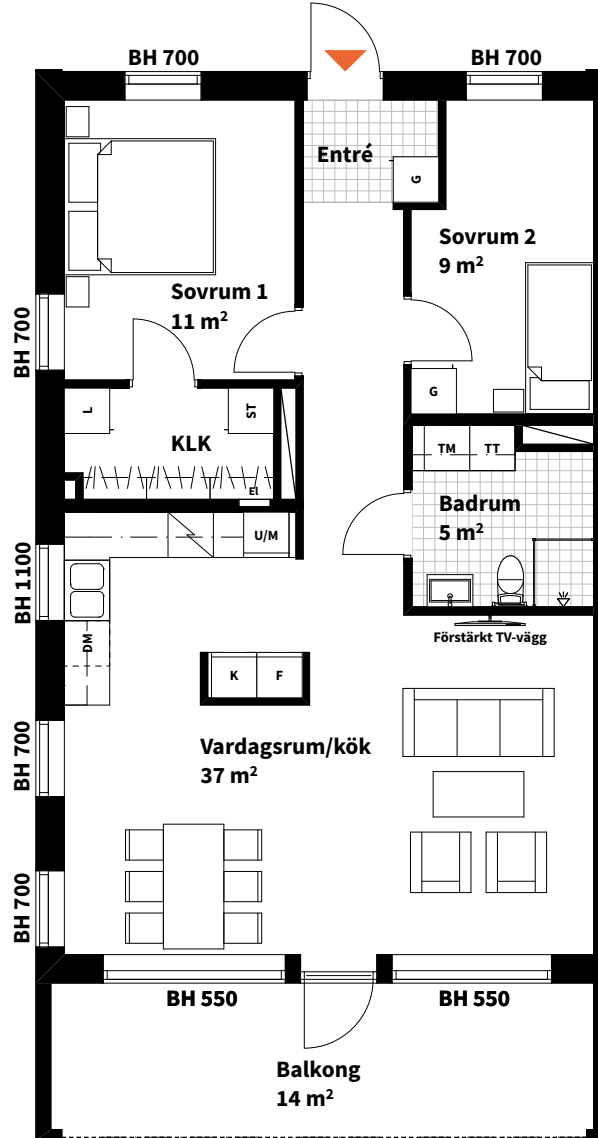 BH 700
BH 700
Entré
G
Sovrum 2
9 m²
Sovrum 1
11 m²
BH 700
G
L
ST
KLK
El
TM
TT
Badrum
5 m²
U/M
BH 1100
DM
Förstärkt TV-vägg
K
F
BH 700
Vardagsrum/kök
37 m²
BH 700
BH 550
BH 550
Balkong
14 m²